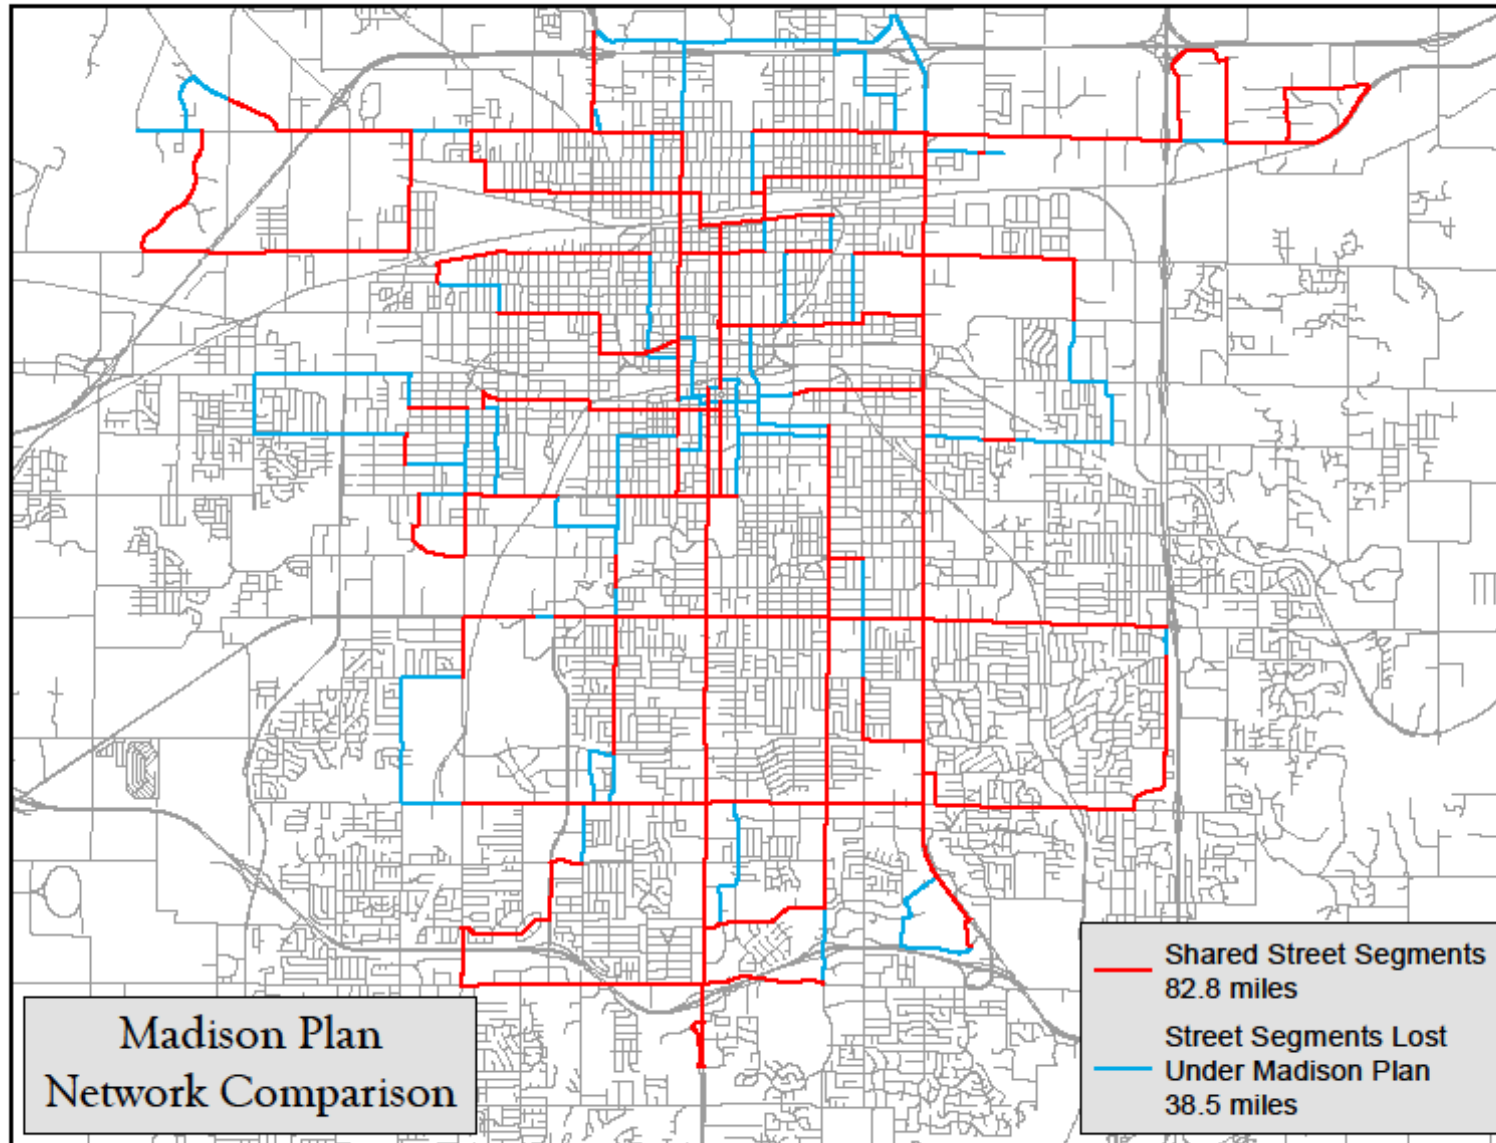 Madison Plan
Network Comparison
Shared Street Segments
82.8 miles
Street Segments Lost
Under Madison Plan
38.5 miles